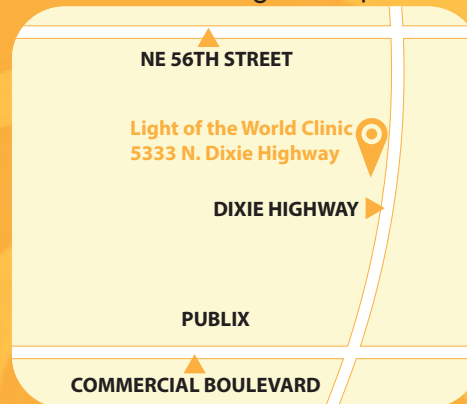 NE 56TH STREET
Light of the World Clinic
5333 N. Dixie Highway
DIXIE HIGHWAY
PUBLIX
COMMERCIAL BOULEVARD